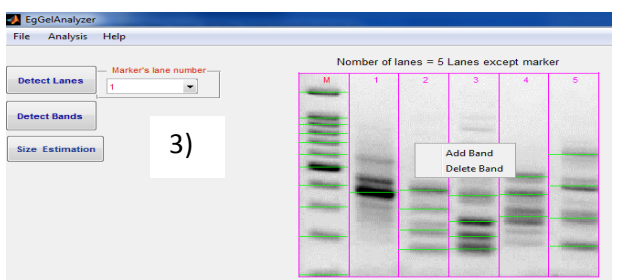 EgGelAnalyzer
File Analysis Help
Nomber of lanes = 5 Lanes except marker
Marker's lane number
Detect Lanes
1
M 1 2 3 4 5
Detect Bands
3)
Size Estimation
Add Band
Delete Band